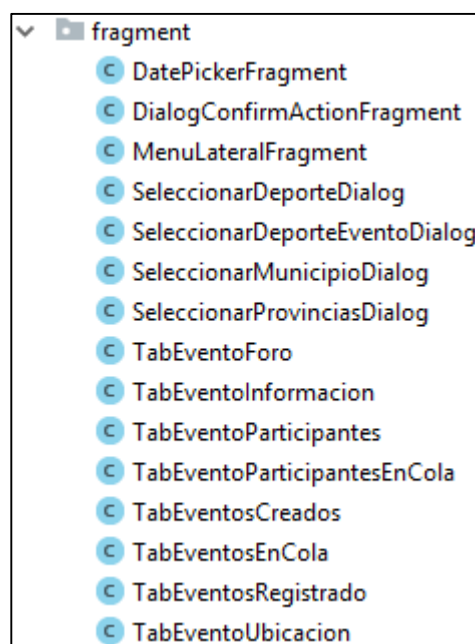 fragment
DatePickerFragment
DialogConfirmActionFragment
MenuLateralFragment
SeleccionarDeporteDialog
SeleccionarDeporteEventoDialog
SeleccionarMunicipioDialog
SeleccionarProvinciasDialog
TabEventoForo
TabEventoInformacion
TabEventoParticipantes
TabEventoParticipantesEnCola
TabEventosCreados
TabEventosEnCola
TabEventosRegistrado
TabEventoUbicacion